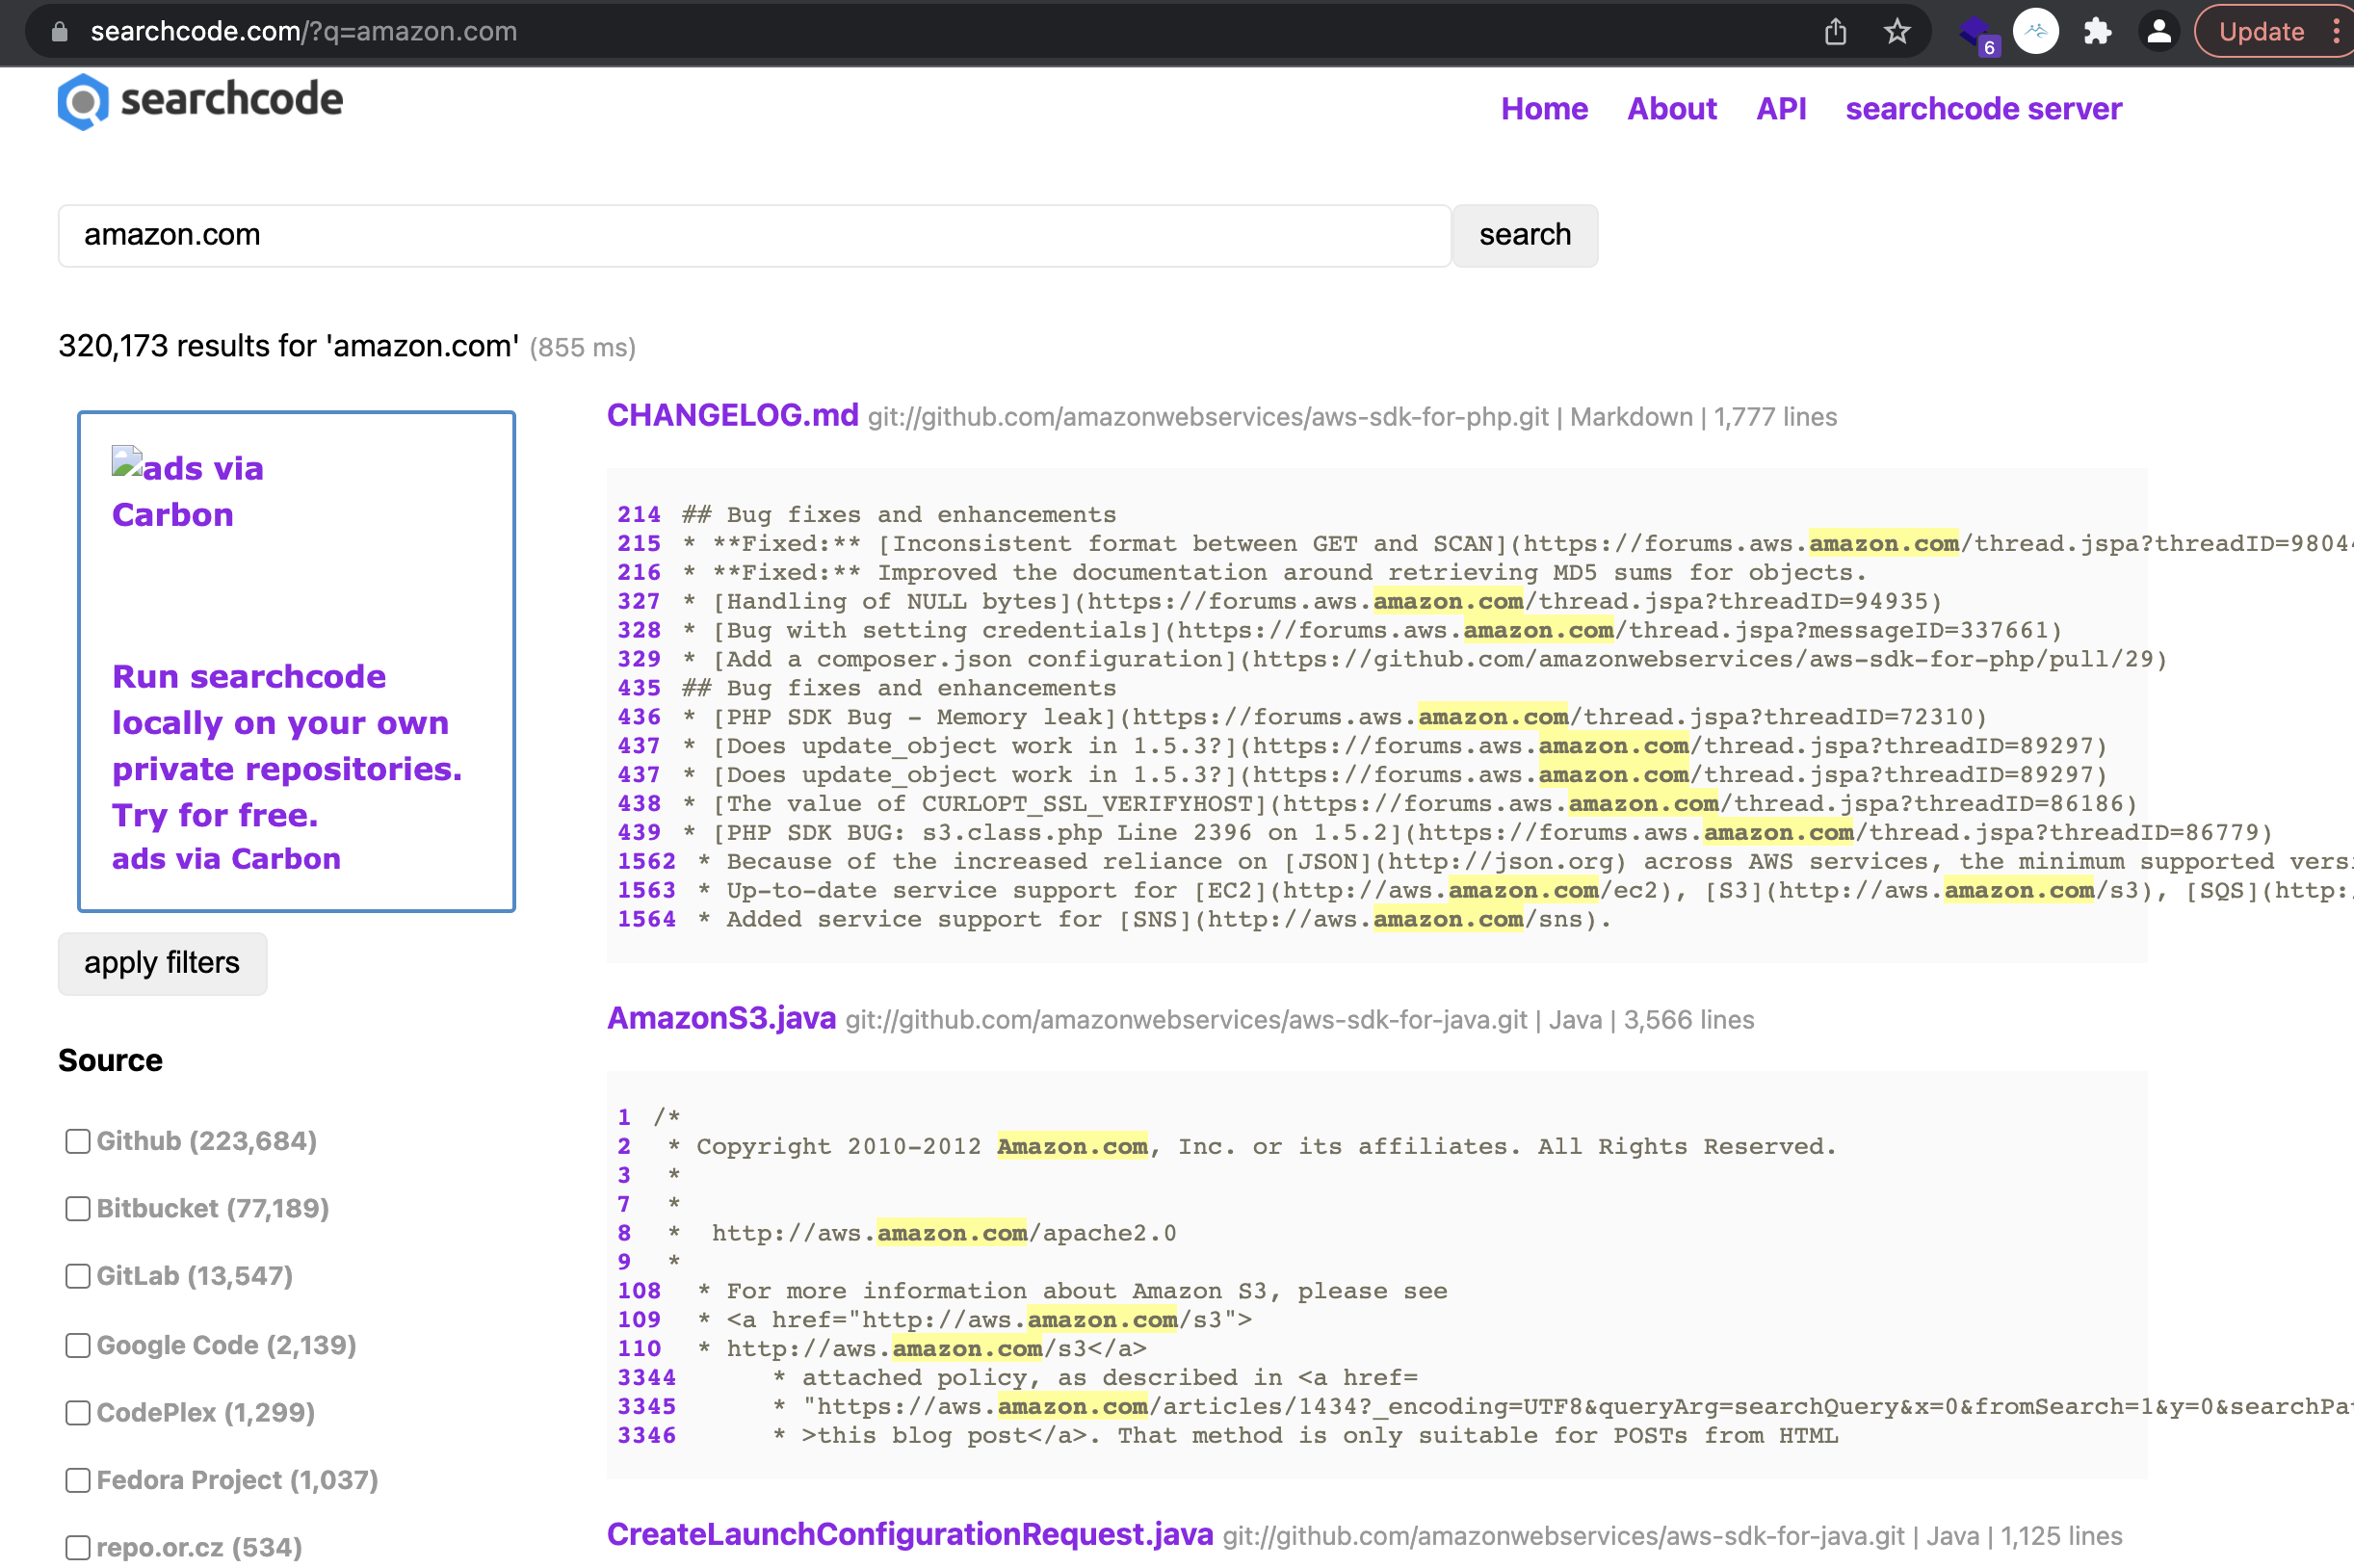 searchcode.com/?q=amazon.com
6
Update
searchcode
Home About API searchcode server
amazon.com
search
320,173 results for 'amazon.com' (855 ms)
ads via
Carbon
Run searchcode
locally on your own
private repositories.
Try for free.
ads via Carbon
apply filters
Source
Github (223,684)
Bitbucket (77,189)
GitLab (13,547)
Google Code (2,139)
CodePlex (1,299)
Fedora Project (1,037)
repo.or.cz (534)
CHANGELOG.md git://github.com/amazonwebservices/aws-sdk-for-php.git | Markdown | 1,777 lines
214 ## Bug fixes and enhancements
215 * **Fixed:** [Inconsistent format between GET and SCAN](https://forums.aws.amazon.com/thread.jspa?threadID=9804
216 * **Fixed:** Improved the documentation around retrieving MD5 sums for objects.
327 * [Handling of NULL bytes](https://forums.aws.amazon.com/thread.jspa?threadID=94935)
328 * [Bug with setting credentials](https://forums.aws.amazon.com/thread.jspa?messageID=337661)
329 * [Add a composer.json configuration](https://github.com/amazonwebservices/aws-sdk-for-php/pull/29)
435 ## Bug fixes and enhancements
436 * [PHP SDK Bug - Memory leak](https://forums.aws.amazon.com/thread.jspa?threadID=72310)
437 * [Does update_object work in 1.5.3?](https://forums.aws.amazon.com/thread.jspa?threadID=89297)
437 * [Does update_object work in 1.5.3?](https://forums.aws.amazon.com/thread.jspa?threadID=89297)
438 * [The value of CURLOPT_SSL_VERIFYHOST](https://forums.aws.amazon.com/thread.jspa?threadID=86186)
439 * [PHP SDK BUG: s3.class.php Line 2396 on 1.5.2](https://forums.aws.amazon.com/thread.jspa?threadID=86779)
1562 * Because of the increased reliance on [JSON](http://json.org) across AWS services, the minimum supported vers
1563 * Up-to-date service support for [EC2](http://aws.amazon.com/ec2), [S3](http://aws.amazon.com/s3), [SQS](http:
1564 * Added service support for [SNS](http://aws.amazon.com/sns).
AmazonS3.java git://github.com/amazonwebservices/aws-sdk-for-java.git | Java | 3,566 lines
1 /*
2 * Copyright 2010-2012 Amazon.com, Inc. or its affiliates. All Rights Reserved.
3 *
7 *
8 * http://aws.amazon.com/apache2.0
9 *
108 * For more information about Amazon S3, please see
109 * <a href="http://aws.amazon.com/s3">
110 * http://aws.amazon.com/s3</a>
3344 * attached policy, as described in <a href=
3345 * "https://aws.amazon.com/articles/1434?_encoding=UTF8&queryArg=searchQuery&x=0&fromSearch=1&y=0&searchPa
3346 * >this blog post</a>. That method is only suitable for POSTs from HTML
CreateLaunchConfigurationRequest.java git://github.com/amazonwebservices/aws-sdk-for-java.git | Java | 1,125 lines